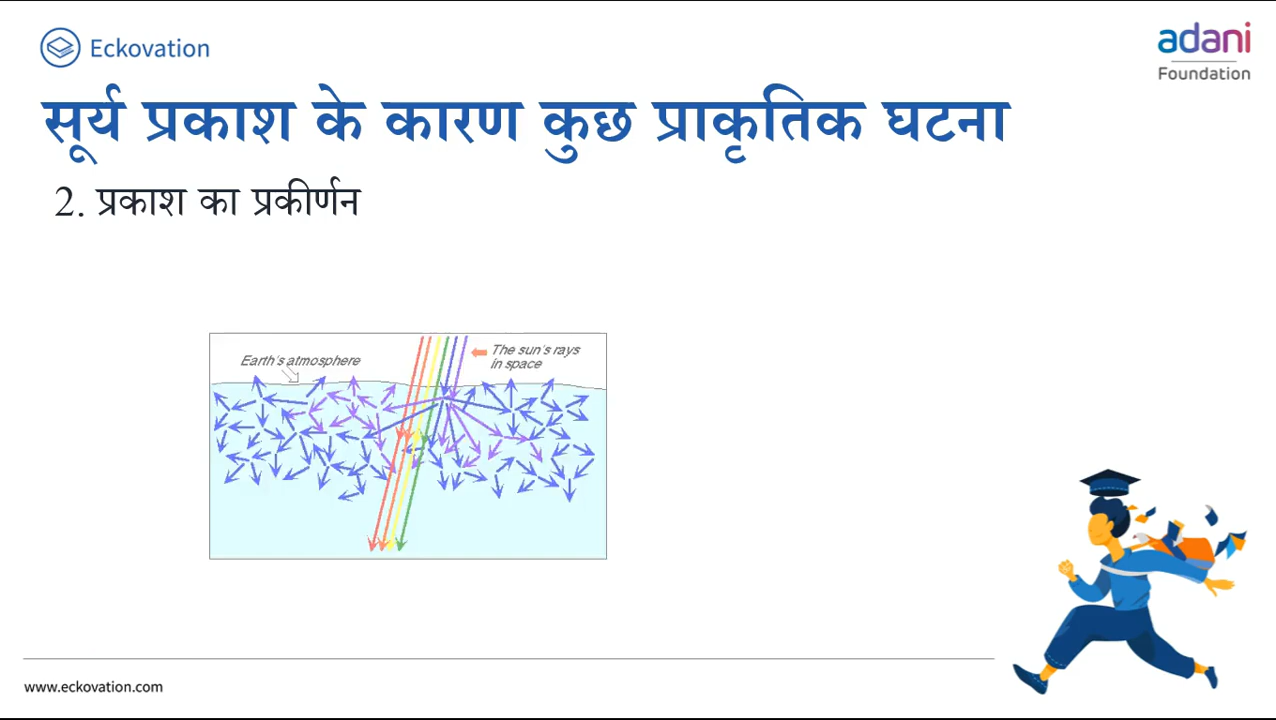 Eckovation
adani
Foundation
सूर्य प्रकाश के कारण कुछ प्राकृतिक घटना
2. प्रकाश का प्रकीर्णन
Earth's atmosphere
The sun's rays
in space
www.eckovation.com